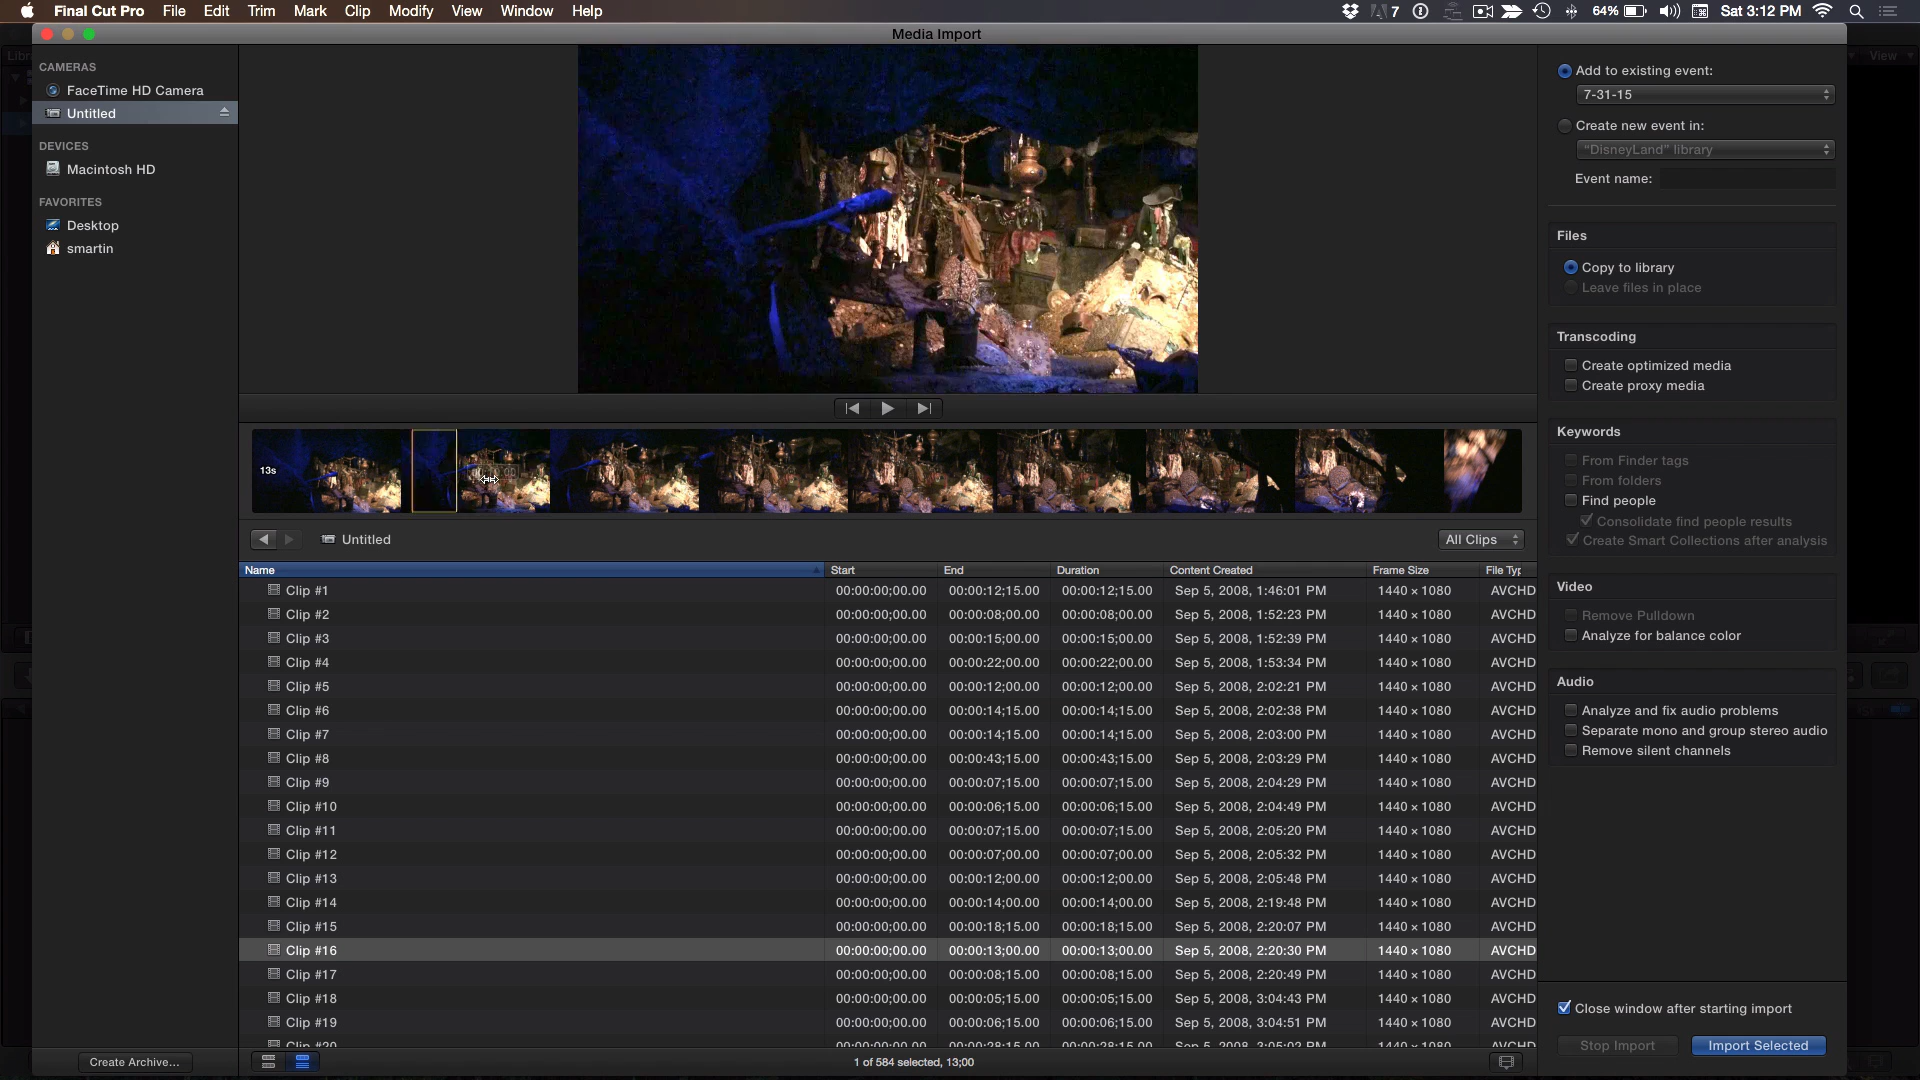 Final Cut Pro File Edit Trim Mark Clip Modify View Window Help 7 64% Sat 3:12 PM
Media Import
CAMERAS
FaceTime HD Camera
Untitled
DEVICES
Macintosh HD
FAVORITES
Desktop
smartin
View
Add to existing event:
7-31-15
Create new event in:
"DisneyLand" library
Event name:
Files
Copy to library
Leave files in place
Transcoding
Create optimized media
Create proxy media
Keywords
From Finder tags
From folders
Find people
Consolidate find people results
Create Smart Collections after analysis
Video
Remove Pulldown
Analyze for balance color
Audio
Analyze and fix audio problems
Separate mono and group stereo audio
Remove silent channels
13s
Untitled All Clips
Name Start End Duration Content Created Frame Size File Typ
Clip #1 00:00:00;00.00 00:00:12;15.00 00:00:12;15.00 Sep 5, 2008, 1:46:01 PM 1440 × 1080 AVCHD
Clip #2 00:00:00;00.00 00:00:08;00.00 00:00:08;00.00 Sep 5, 2008, 1:52:23 PM 1440 × 1080 AVCHD
Clip #3 00:00:00;00.00 00:00:15;00.00 00:00:15;00.00 Sep 5, 2008, 1:52:39 PM 1440 × 1080 AVCHD
Clip #4 00:00:00;00.00 00:00:22;00.00 00:00:22;00.00 Sep 5, 2008, 1:53:34 PM 1440 × 1080 AVCHD
Clip #5 00:00:00;00.00 00:00:12;00.00 00:00:12;00.00 Sep 5, 2008, 2:02:21 PM 1440 × 1080 AVCHD
Clip #6 00:00:00;00.00 00:00:14;15.00 00:00:14;15.00 Sep 5, 2008, 2:02:38 PM 1440 × 1080 AVCHD
Clip #7 00:00:00;00.00 00:00:14;15.00 00:00:14;15.00 Sep 5, 2008, 2:03:00 PM 1440 × 1080 AVCHD
Clip #8 00:00:00;00.00 00:00:43;15.00 00:00:43;15.00 Sep 5, 2008, 2:03:29 PM 1440 × 1080 AVCHD
Clip #9 00:00:00;00.00 00:00:07;15.00 00:00:07;15.00 Sep 5, 2008, 2:04:29 PM 1440 × 1080 AVCHD
Clip #10 00:00:00;00.00 00:00:06;15.00 00:00:06;15.00 Sep 5, 2008, 2:04:49 PM 1440 × 1080 AVCHD
Clip #11 00:00:00;00.00 00:00:07;15.00 00:00:07;15.00 Sep 5, 2008, 2:05:20 PM 1440 × 1080 AVCHD
Clip #12 00:00:00;00.00 00:00:07;00.00 00:00:07;00.00 Sep 5, 2008, 2:05:32 PM 1440 × 1080 AVCHD
Clip #13 00:00:00;00.00 00:00:12;00.00 00:00:12;00.00 Sep 5, 2008, 2:05:48 PM 1440 × 1080 AVCHD
Clip #14 00:00:00;00.00 00:00:14;00.00 00:00:14;00.00 Sep 5, 2008, 2:19:48 PM 1440 × 1080 AVCHD
Clip #15 00:00:00;00.00 00:00:18;15.00 00:00:18;15.00 Sep 5, 2008, 2:20:07 PM 1440 × 1080 AVCHD
Clip #16 00:00:00;00.00 00:00:13;00.00 00:00:13;00.00 Sep 5, 2008, 2:20:30 PM 1440 × 1080 AVCHD
Clip #17 00:00:00;00.00 00:00:08;15.00 00:00:08;15.00 Sep 5, 2008, 2:20:49 PM 1440 × 1080 AVCHD
Clip #18 00:00:00;00.00 00:00:05;15.00 00:00:05;15.00 Sep 5, 2008, 3:04:43 PM 1440 × 1080 AVCHD
Clip #19 00:00:00;00.00 00:00:06;15.00 00:00:06;15.00 Sep 5, 2008, 3:04:51 PM 1440 × 1080 AVCHD
Clip #20 00:00:00;00.00 00:00:28;15.00 00:00:28;15.00 Sep 5, 2008, 3:05:02 PM 1440 × 1080 AVCHD
Close window after starting import
Stop Import Import Selected
Create Archive... 1 of 584 selected, 13;00